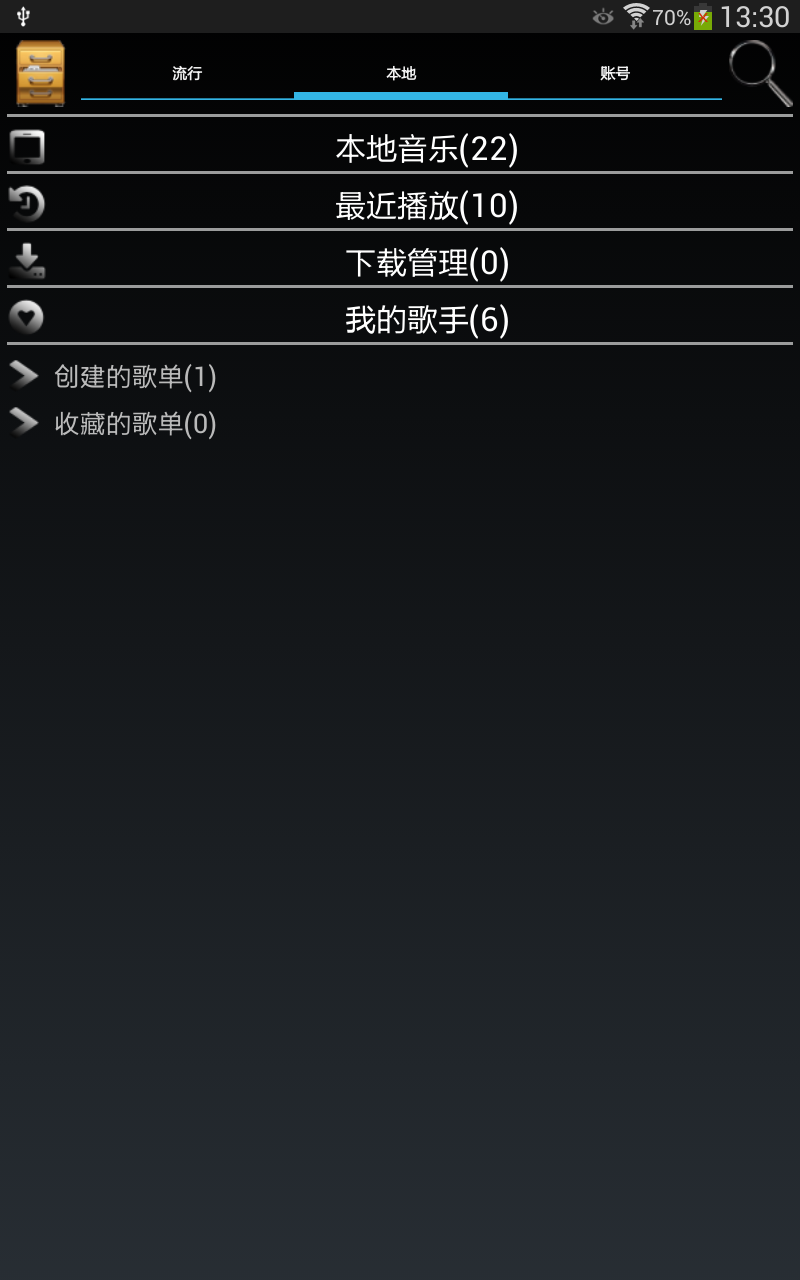 70% 13:30
流行 本地 账号
本地音乐(22)
最近播放(10)
下载管理(0)
我的歌手(6)
创建的歌单(1)
收藏的歌单(0)